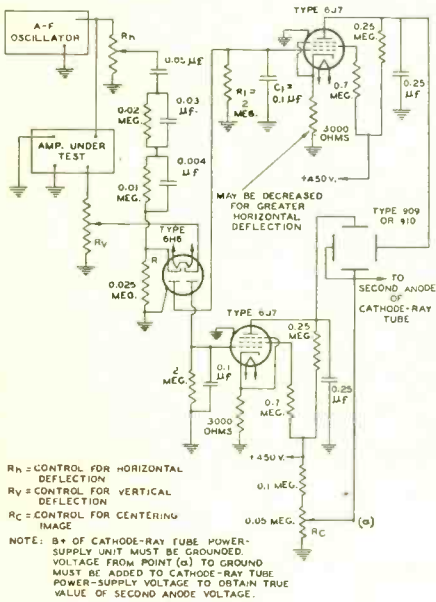 A-F
OSCILLATOR
Rh
0.05 μf
TYPE 6J7
0.25
MEG.
R1=
2
MEG.
C1=
0.1μf
0.7
MEG.
0.25
μf
0.02
MEG.
0.03
μf.
3000
OHMS
+450V.
AMP. UNDER
TEST
0.004
μf
0.01
MEG.
MAY BE DECREASED
FOR GREATER
HORIZONTAL
DEFLECTION
TYPE 909
OR 910
RV
TYPE
6H6
R
0.025
MEG.
TO
SECOND ANODE
OF
CATHODE-RAY
TUBE
TYPE 6J7
0.25
MEG.
2
MEG.
0.1
μf
0.25
μf
0.7
MEG.
3000
OHMS
+450V.
0.1 MEG.
0.05 MEG.
RC
(a)
Rh = CONTROL FOR HORIZONTAL
DEFLECTION
RV = CONTROL FOR VERTICAL
DEFLECTION
RC = CONTROL FOR CENTERING
IMAGE
NOTE: B+ OF CATHODE-RAY TUBE POWER-
SUPPLY UNIT MUST BE GROUNDED.
VOLTAGE FROM POINT (a) TO GROUND
MUST BE ADDED TO CATHODE-RAY TUBE
POWER-SUPPLY VOLTAGE TO OBTAIN TRUE
VALUE OF SECOND ANODE VOLTAGE.